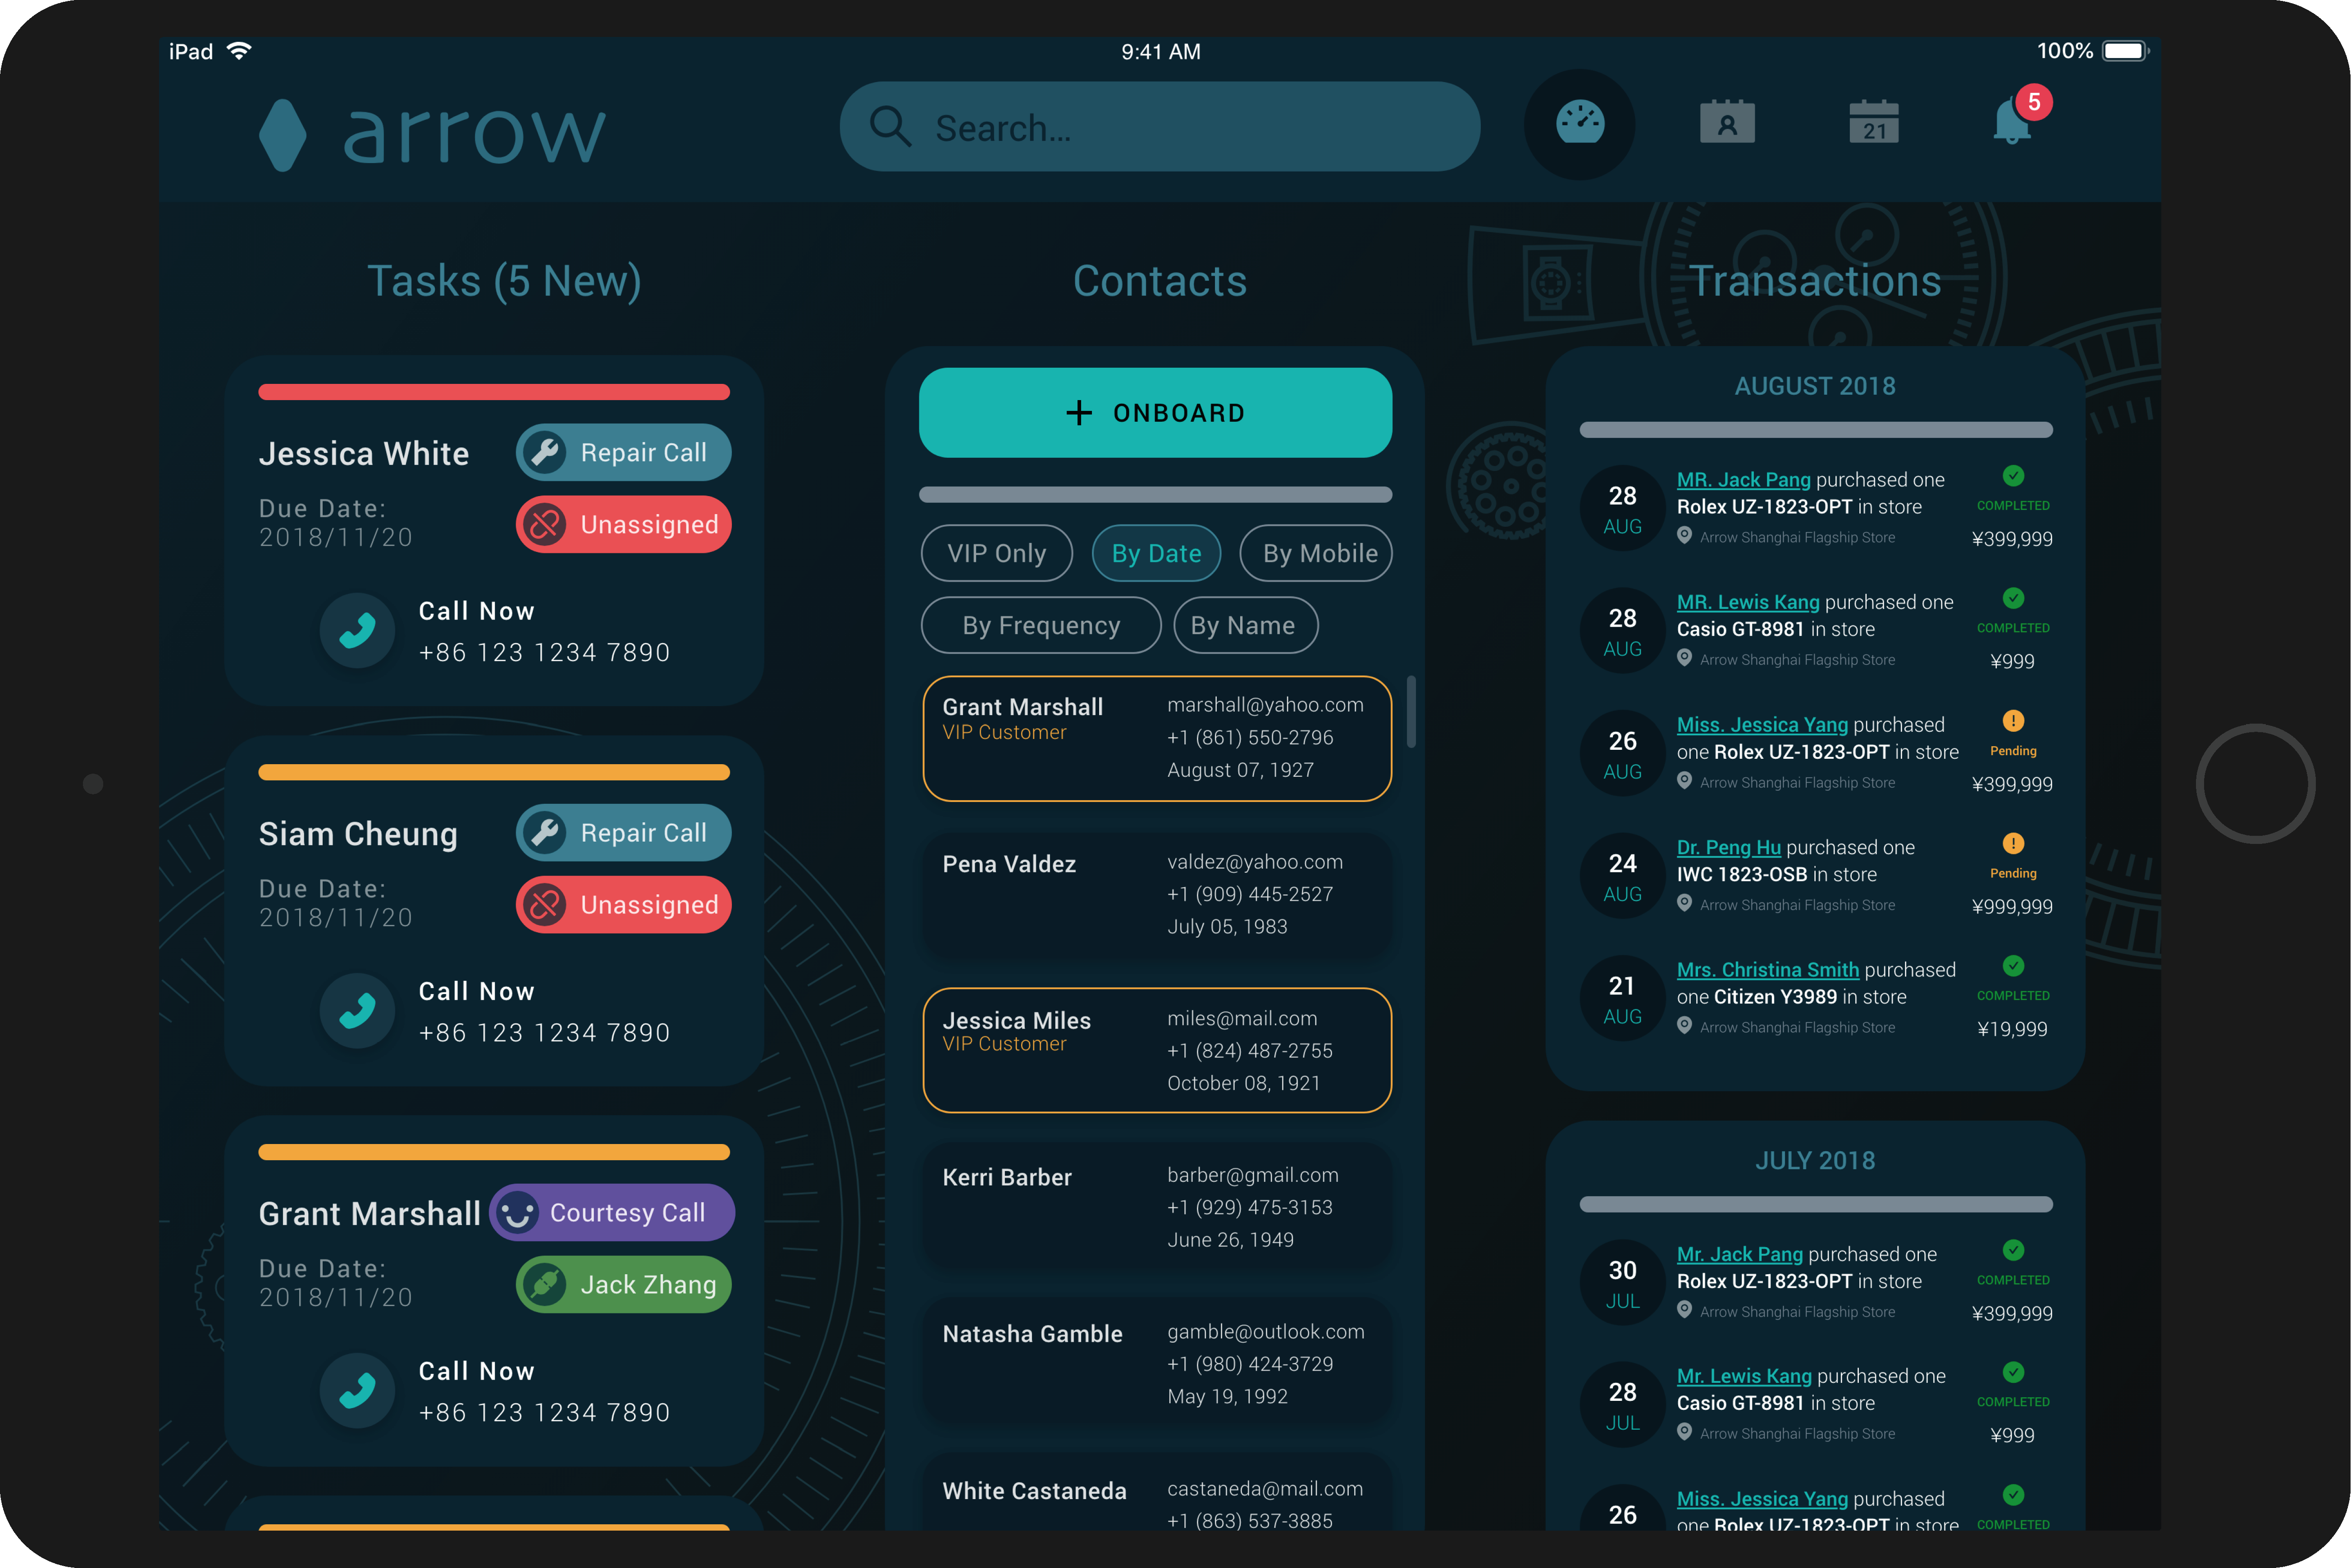 iPad
9:41 AM
100%
arrow
Search...
21
5
Tasks (5 New)
Jessica White
Repair Call
Due Date:
2018/11/20
Unassigned
Call Now
+86 123 1234 7890
Siam Cheung
Repair Call
Due Date:
2018/11/20
Unassigned
Call Now
+86 123 1234 7890
Grant Marshall
Courtesy Call
Due Date:
2018/11/20
Jack Zhang
Call Now
+86 123 1234 7890
Contacts
+ ONBOARD
VIP Only
By Date
By Mobile
By Frequency
By Name
Grant Marshall
VIP Customer
marshall@yahoo.com
+1 (861) 550-2796
August 07, 1927
Pena Valdez
valdez@yahoo.com
+1 (909) 445-2527
July 05, 1983
Jessica Miles
VIP Customer
miles@mail.com
+1 (824) 487-2755
October 08, 1921
Kerri Barber
barber@gmail.com
+1 (929) 475-3153
June 26, 1949
Natasha Gamble
gamble@outlook.com
+1 (980) 424-3729
May 19, 1992
White Castaneda
castaneda@mail.com
+1 (863) 537-3885
Transactions
AUGUST 2018
28
AUG
MR. Jack Pang purchased one
Rolex UZ-1823-OPT in store
Arrow Shanghai Flagship Store
COMPLETED
¥399,999
28
AUG
MR. Lewis Kang purchased one
Casio GT-8981 in store
Arrow Shanghai Flagship Store
COMPLETED
¥999
26
AUG
Miss. Jessica Yang purchased
one Rolex UZ-1823-OPT in store
Arrow Shanghai Flagship Store
Pending
¥399,999
24
AUG
Dr. Peng Hu purchased one
IWC 1823-OSB in store
Arrow Shanghai Flagship Store
Pending
¥999,999
21
AUG
Mrs. Christina Smith purchased
one Citizen Y3989 in store
Arrow Shanghai Flagship Store
COMPLETED
¥19,999
JULY 2018
30
JUL
Mr. Jack Pang purchased one
Rolex UZ-1823-OPT in store
Arrow Shanghai Flagship Store
COMPLETED
¥399,999
28
JUL
Mr. Lewis Kang purchased one
Casio GT-8981 in store
Arrow Shanghai Flagship Store
COMPLETED
¥999
26
Miss. Jessica Yang purchased
one Rolex UZ-1823-OPT in store
COMPLETED